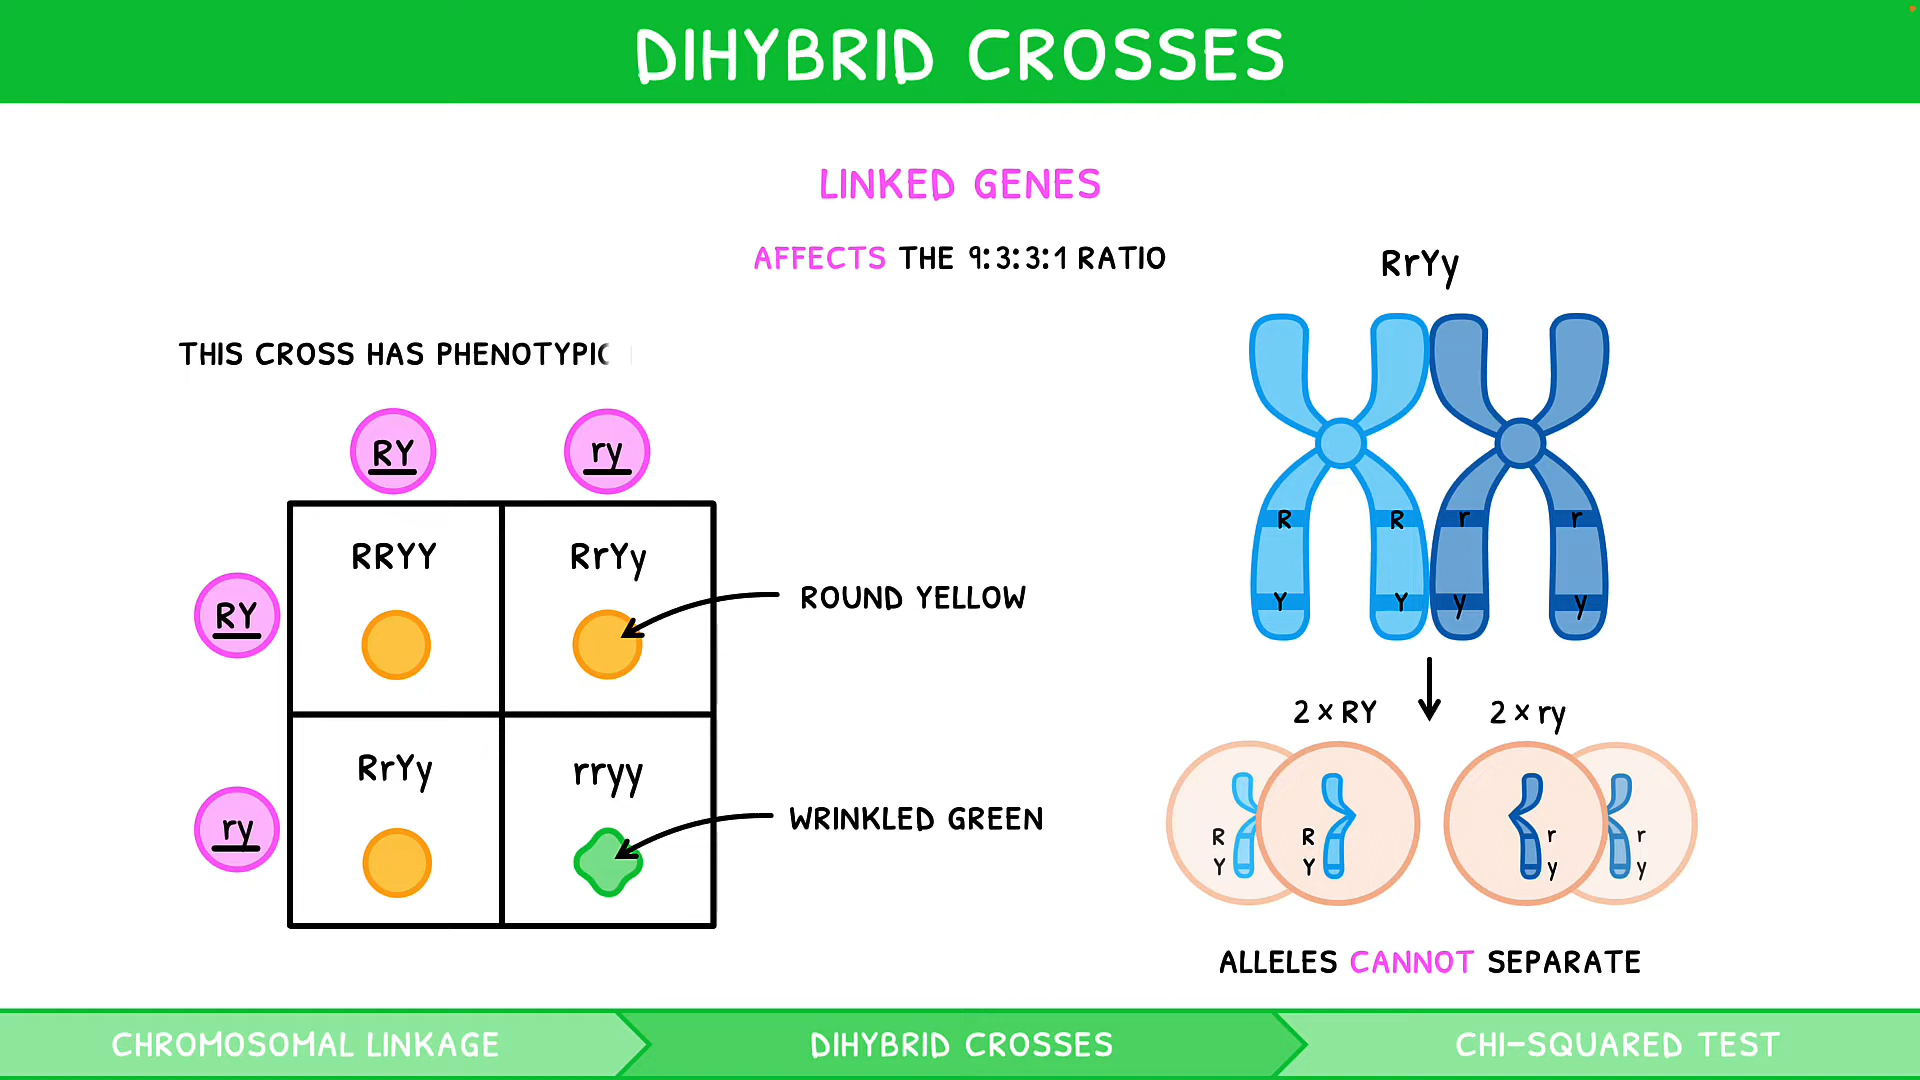 DIHYBRID CROSSES
LINKED GENES
AFFECTS THE 9:3:3:1 RATIO
RrYy
THIS CROSS HAS PHENOTYPIC
RY
ry
RRYY
RrYy
RY
ROUND YELLOW
RrYy
rryy
ry
WRINKLED GREEN
R
R
r
r
Y
Y
y
y
2 × RY
2 × ry
R
Y
R
Y
r
y
r
y
ALLELES CANNOT SEPARATE
CHROMOSOMAL LINKAGE
DIHYBRID CROSSES
CHI-SQUARED TEST